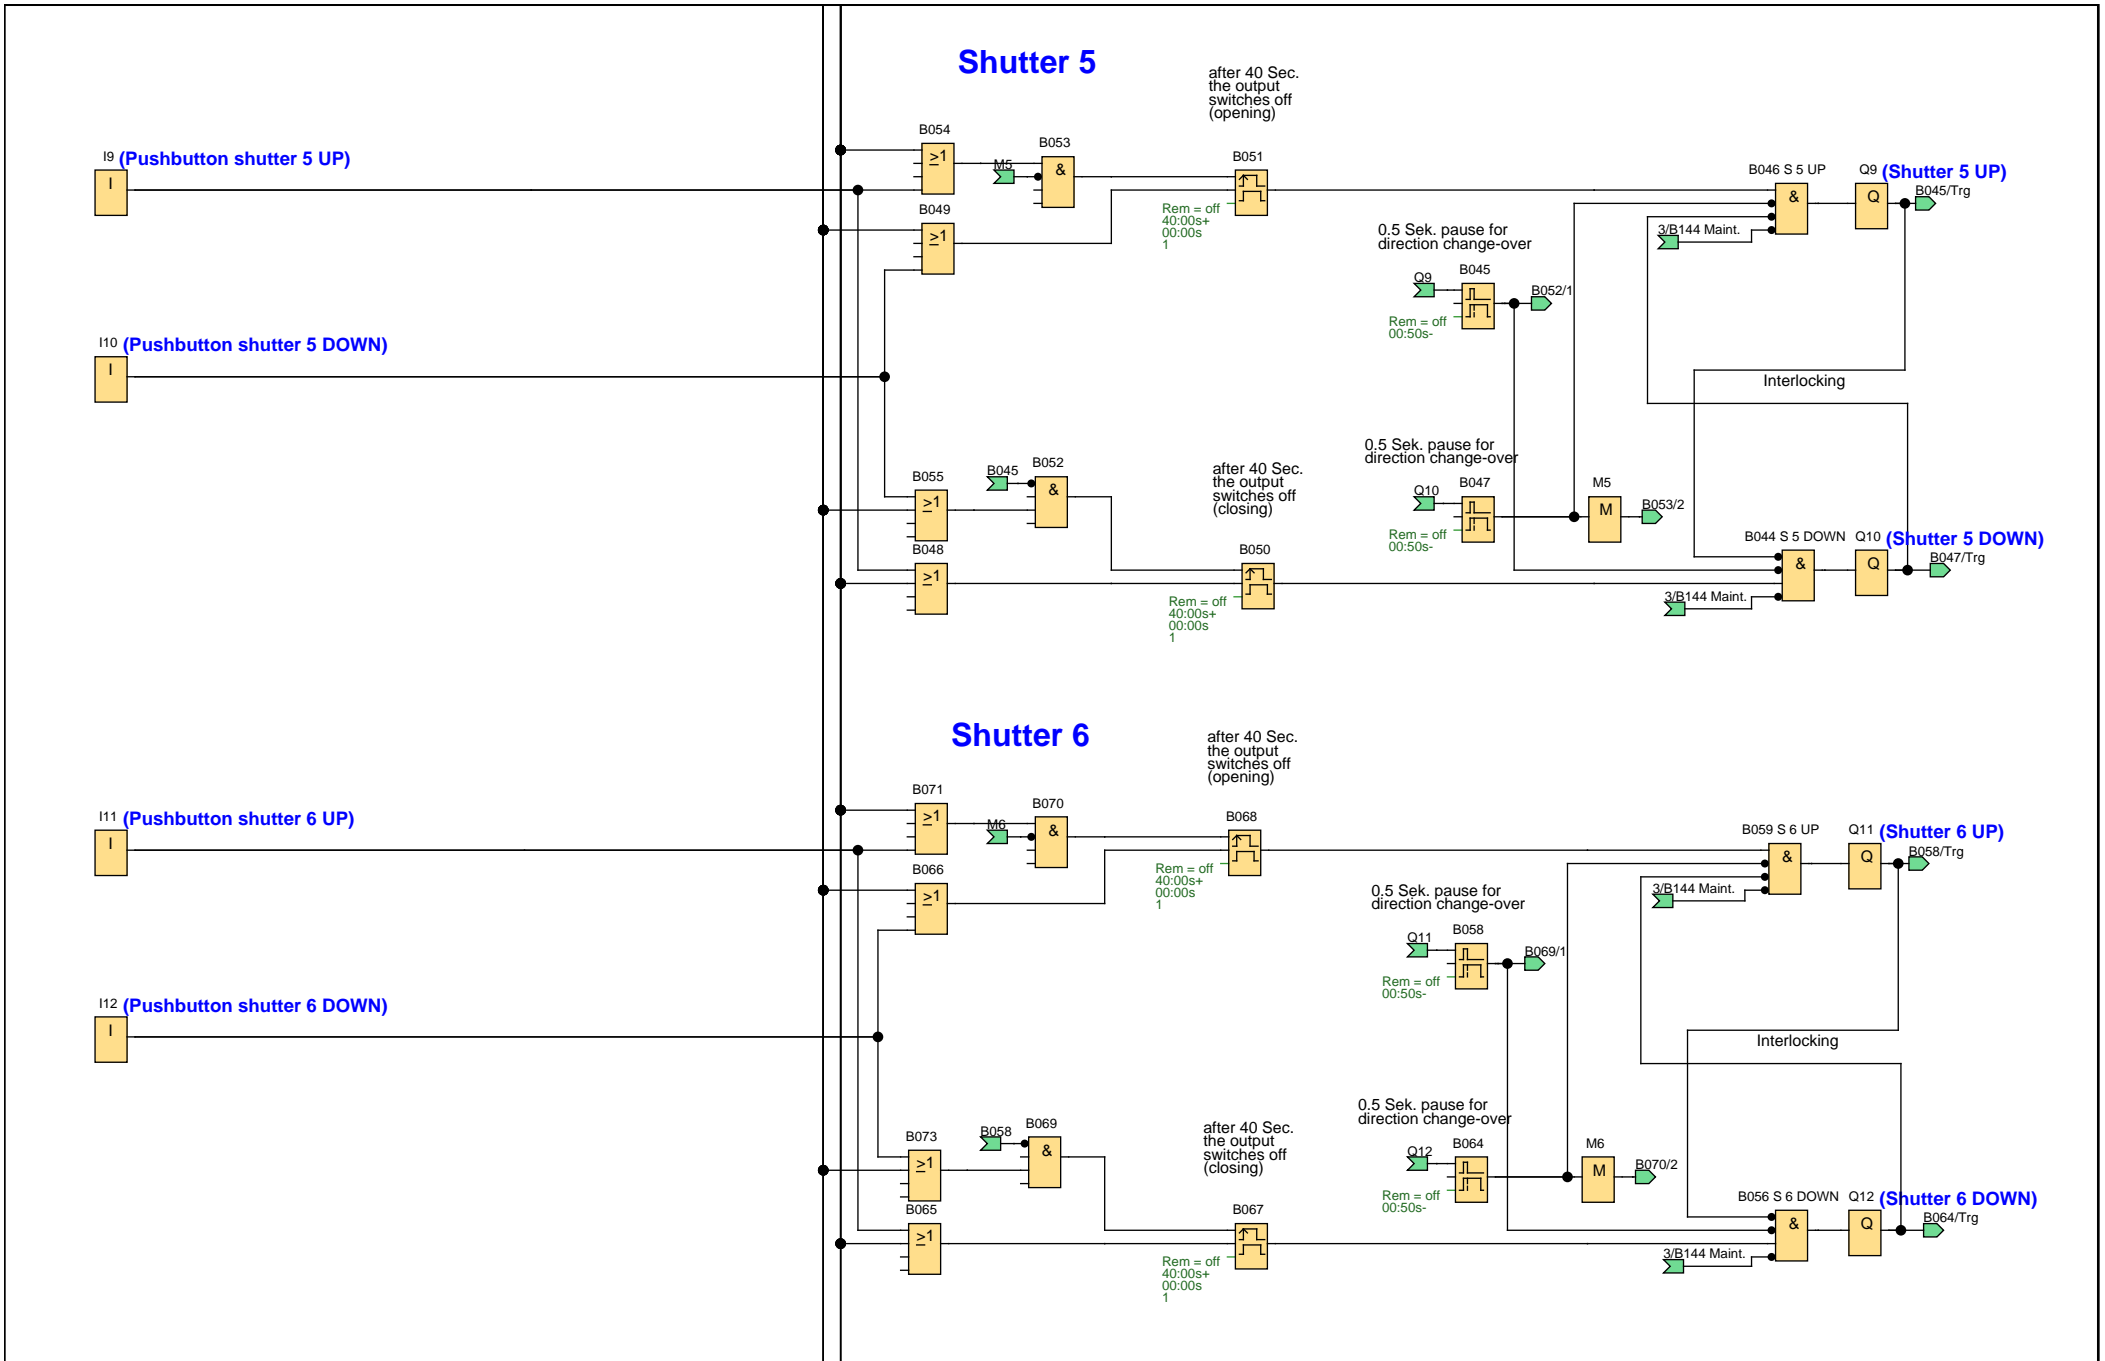 Shutter 5
after 40 Sec.
the output
switches off
(opening)
B054
B053
I9 (Pushbutton shutter 5 UP)
I
≥1
M5
&
B051
B046 S 5 UP
Q9 (Shutter 5 UP)
B045/Trg
&
Q
Rem = off
40:00s+
00:00s
1
B049
≥1
3/B144 Maint.
0.5 Sek. pause for
direction change-over
Q9
B045
B052/1
Rem = off
00:50s-
I10 (Pushbutton shutter 5 DOWN)
I
Interlocking
0.5 Sek. pause for
direction change-over
after 40 Sec.
the output
switches off
(closing)
B055
B045
B052
≥1
&
Q10
B047
M5
M
B053/2
Rem = off
00:50s-
B048
≥1
B050
B044 S 5 DOWN
Q10 (Shutter 5 DOWN)
B047/Trg
&
Q
Rem = off
40:00s+
00:00s
1
3/B144 Maint.
Shutter 6
after 40 Sec.
the output
switches off
(opening)
B071
B070
I11 (Pushbutton shutter 6 UP)
I
≥1
M6
&
B068
B059 S 6 UP
Q11 (Shutter 6 UP)
B058/Trg
&
Q
Rem = off
40:00s+
00:00s
1
B066
≥1
3/B144 Maint.
0.5 Sek. pause for
direction change-over
Q11
B058
B069/1
Rem = off
00:50s-
I12 (Pushbutton shutter 6 DOWN)
I
Interlocking
0.5 Sek. pause for
direction change-over
after 40 Sec.
the output
switches off
(closing)
B073
B058
B069
≥1
&
Q12
B064
M6
M
B070/2
Rem = off
00:50s-
B065
≥1
B067
B056 S 6 DOWN
Q12 (Shutter 6 DOWN)
B064/Trg
&
Q
Rem = off
40:00s+
00:00s
1
3/B144 Maint.